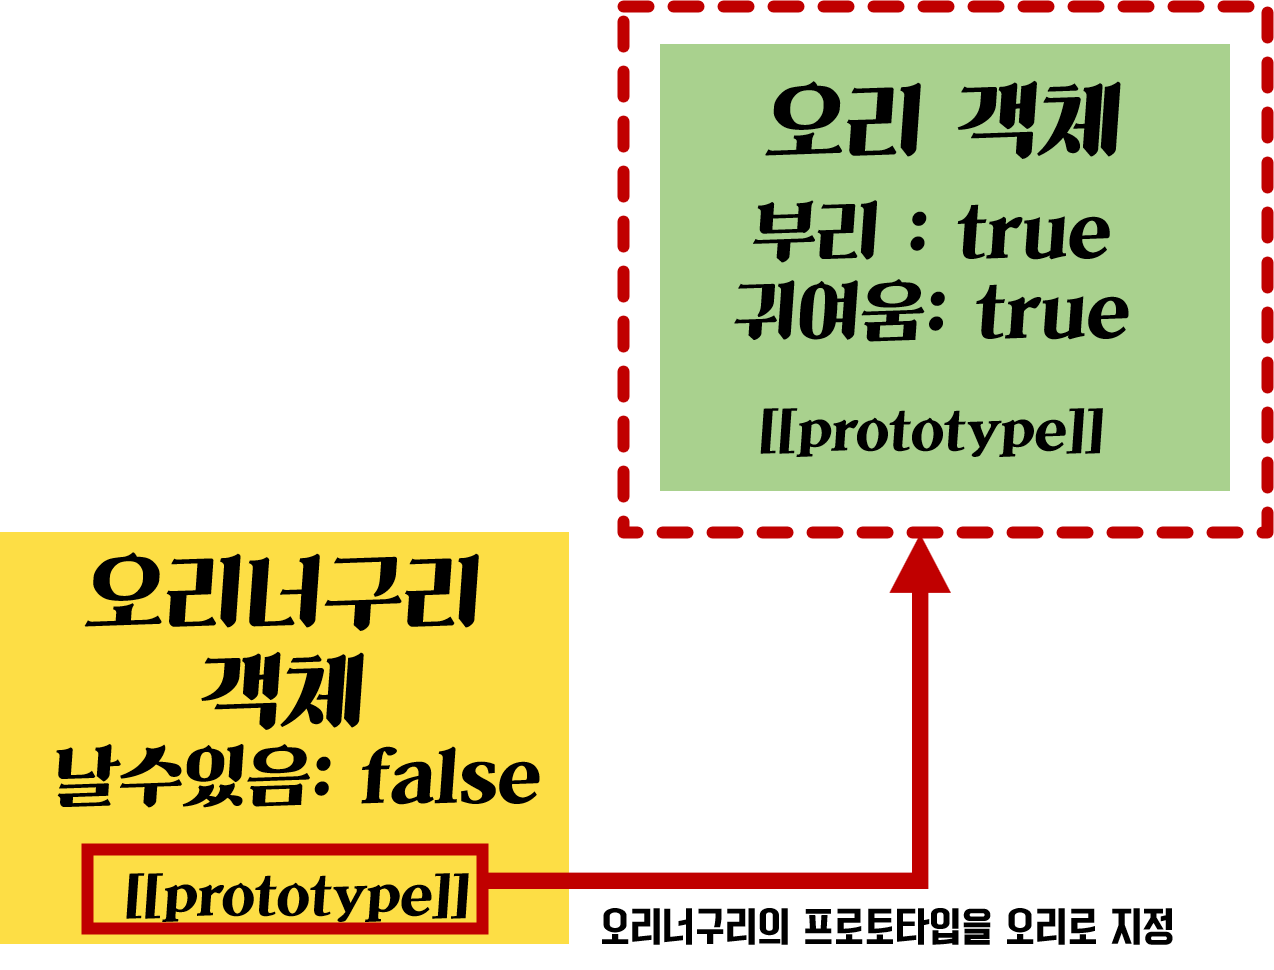 오리 객체
부리 : true
귀여움: true
[[prototype]]
오리너구리
객체
날수있음: false
[[prototype]]
오리너구리의 프로토타입을 오리로 지정